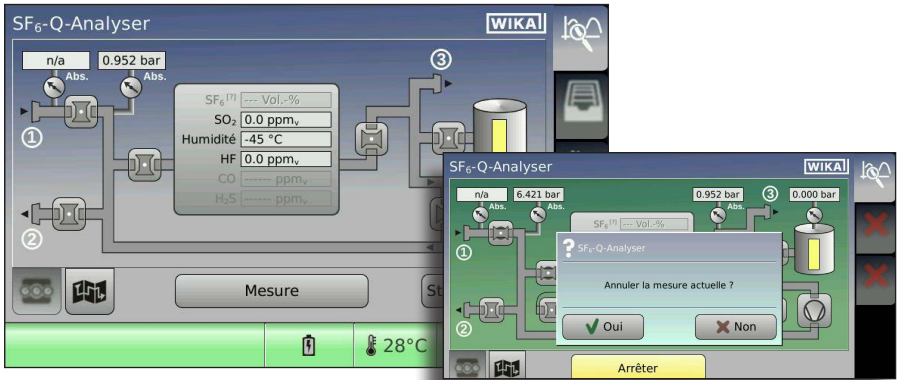 SF₆-Q-Analyser
WIKA
n/a
0.952 bar
Abs.
Abs.
③
①
②
SF₆ [?] --- Vol.-%
SO₂ 0.0 ppmᵥ
Humidité -45 °C
HF 0.0 ppmᵥ
CO ------ ppmᵥ
H₂S ------ ppmᵥ
Mesure
St
28°C
SF₆-Q-Analyser
WIKA
n/a
6.421 bar
0.952 bar
③
0.000 bar
Abs.
Abs.
Abs.
Abs.
①
②
SF₆ [?] --- Vol.-%
? SF₆-Q-Analyser
Annuler la mesure actuelle ?
Oui
Non
Arrêter